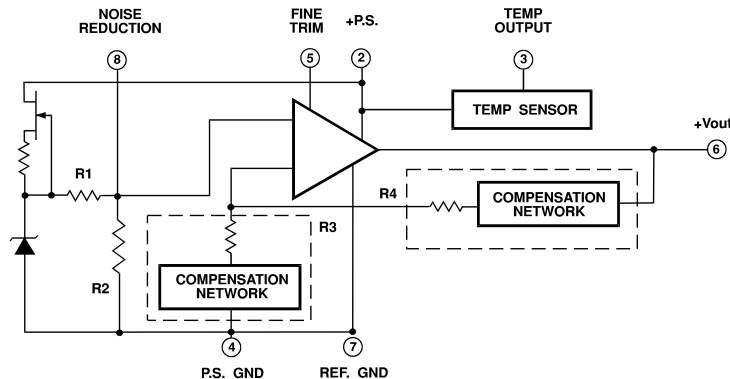 NOISE
REDUCTION
8
FINE
TRIM
5
+P.S.
2
TEMP
OUTPUT
3
TEMP SENSOR
+Vout
6
R1
R2
R3
R4
COMPENSATION
NETWORK
COMPENSATION
NETWORK
4
P.S. GND
7
REF. GND